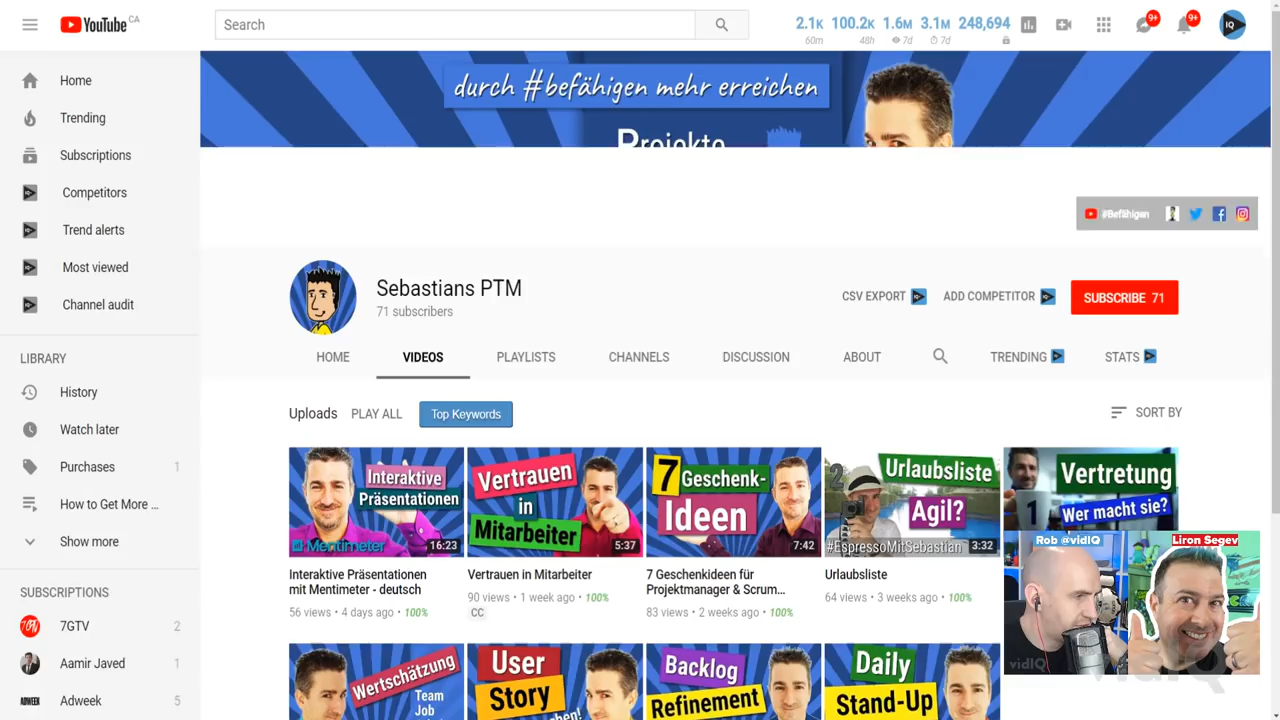 YouTube CA
Search
2.1K 100.2K 1.6M 3.1M 248,694
60m 48h 7d 7d
9+ 9+
IQ
Home
Trending
Subscriptions
Competitors
Trend alerts
Most viewed
Channel audit
LIBRARY
History
Watch later
Purchases 1
How to Get More ...
Show more
SUBSCRIPTIONS
7GTV 2
Aamir Javed 1
ADWEEK Adweek 5
durch #befähigen mehr erreichen
Projekte
#Befähigen
Sebastians PTM
71 subscribers
CSV EXPORT ADD COMPETITOR SUBSCRIBE 71
HOME VIDEOS PLAYLISTS CHANNELS DISCUSSION ABOUT TRENDING STATS
Uploads PLAY ALL Top Keywords SORT BY
Interaktive
Präsentationen
Mentimeter 16:23
Interaktive Präsentationen
mit Mentimeter - deutsch
56 views • 4 days ago • 100%
Vertrauen
in
Mitarbeiter
5:37
Vertrauen in Mitarbeiter
90 views • 1 week ago • 100%
CC
7 Geschenk-
Ideen
7:42
7 Geschenkideen für
Projektmanager & Scrum...
83 views • 2 weeks ago • 100%
2 Urlaubsliste
Agil?
#EspressoMitSebastian 3:32
Urlaubsliste
64 views • 3 weeks ago • 100%
Vertretung
1 Wer macht sie?
Rob @vidIQ Liron Segev
vidIQ
vidIQ
Wertschätzung
Team
Job
User
Story
Backlog
Refinement
Daily
Stand-Up